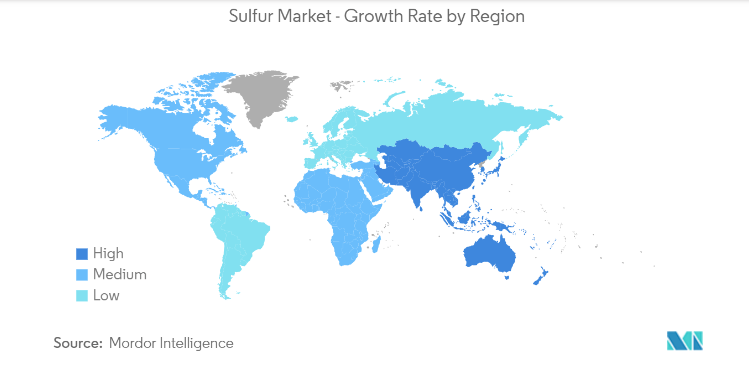 Sulfur Market - Growth Rate by Region
High
Medium
Low
Source: Mordor Intelligence